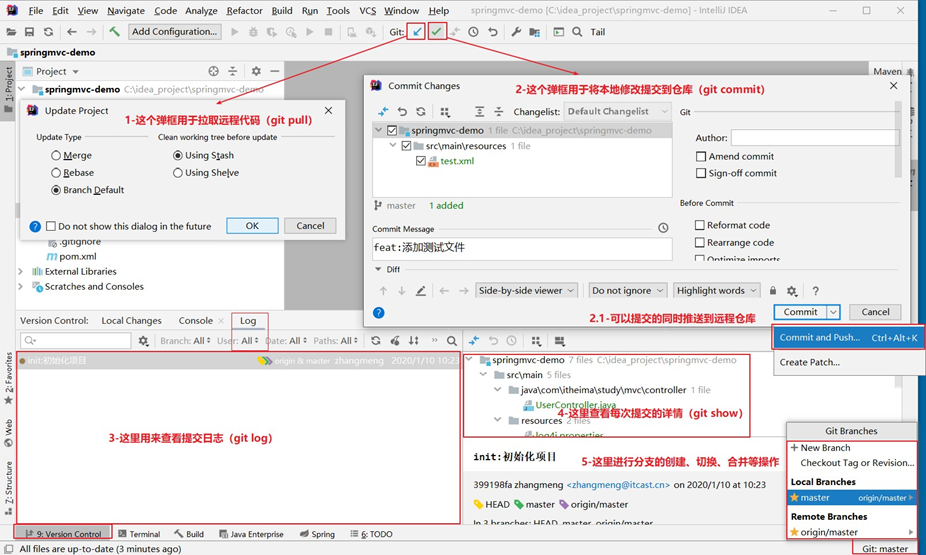 File Edit View Navigate Code Analyze Refactor Build Run Tools VCS Window Help springmvc-demo [C:\idea_project\springmvc-demo] - IntelliJ IDEA
Add Configuration... Git: Tail
springmvc-demo
1: Project
Project
Maven
springmvc-demo C:\idea_project\springmvc-demo
Update Project
1-这个弹框用于拉取远程代码（git pull）
Update Type Clean working tree before update
Merge Using Stash
Rebase Using Shelve
Branch Default
Do not show this dialog in the future OK Cancel
.gitignore
pom.xml
External Libraries
Scratches and Consoles
Commit Changes
2-这个弹框用于将本地修改提交到仓库（git commit)
Changelist: Default Changelist Git
springmvc-demo 1 file C:\idea_project\springmvc-demo
src\main\resources 1 file
test.xml
Author:
Amend commit
Sign-off commit
master 1 added
Before Commit
Commit Message
feat:添加测试文件
Reformat code
Rearrange code
Optimize imports
Diff
Side-by-side viewer Do not ignore Highlight words
2.1-可以提交的同时推送到远程仓库
Commit Cancel
Commit and Push... Ctrl+Alt+K
Create Patch...
Version Control: Local Changes Console Log
Branch: All User: All Date: All Paths: All
init:初始化项目 origin & master zhangmeng 2020/1/10 10:23
3-这里用来查看提交日志（git log）
springmvc-demo 7 files C:\idea_project\springmvc-demo
src\main 5 files
java\com\itheima\study\mvc\controller 1 file
UserController.java
4-这里查看每次提交的详情（git show）
resources 2 files
log4j.properties
init:初始化项目
5-这里进行分支的创建、切换、合并等操作
399198fa zhangmeng <zhangmeng@itcast.cn> on 2020/1/10 at 10:23
HEAD master origin/master
In 3 branches: HEAD, master, origin/master
Git Branches
New Branch
Checkout Tag or Revision...
Local Branches
master origin/master
Remote Branches
origin/master
2: Favorites
Web
Z: Structure
9: Version Control Terminal Build Java Enterprise Spring 6: TODO
All files are up-to-date (3 minutes ago) Git: master